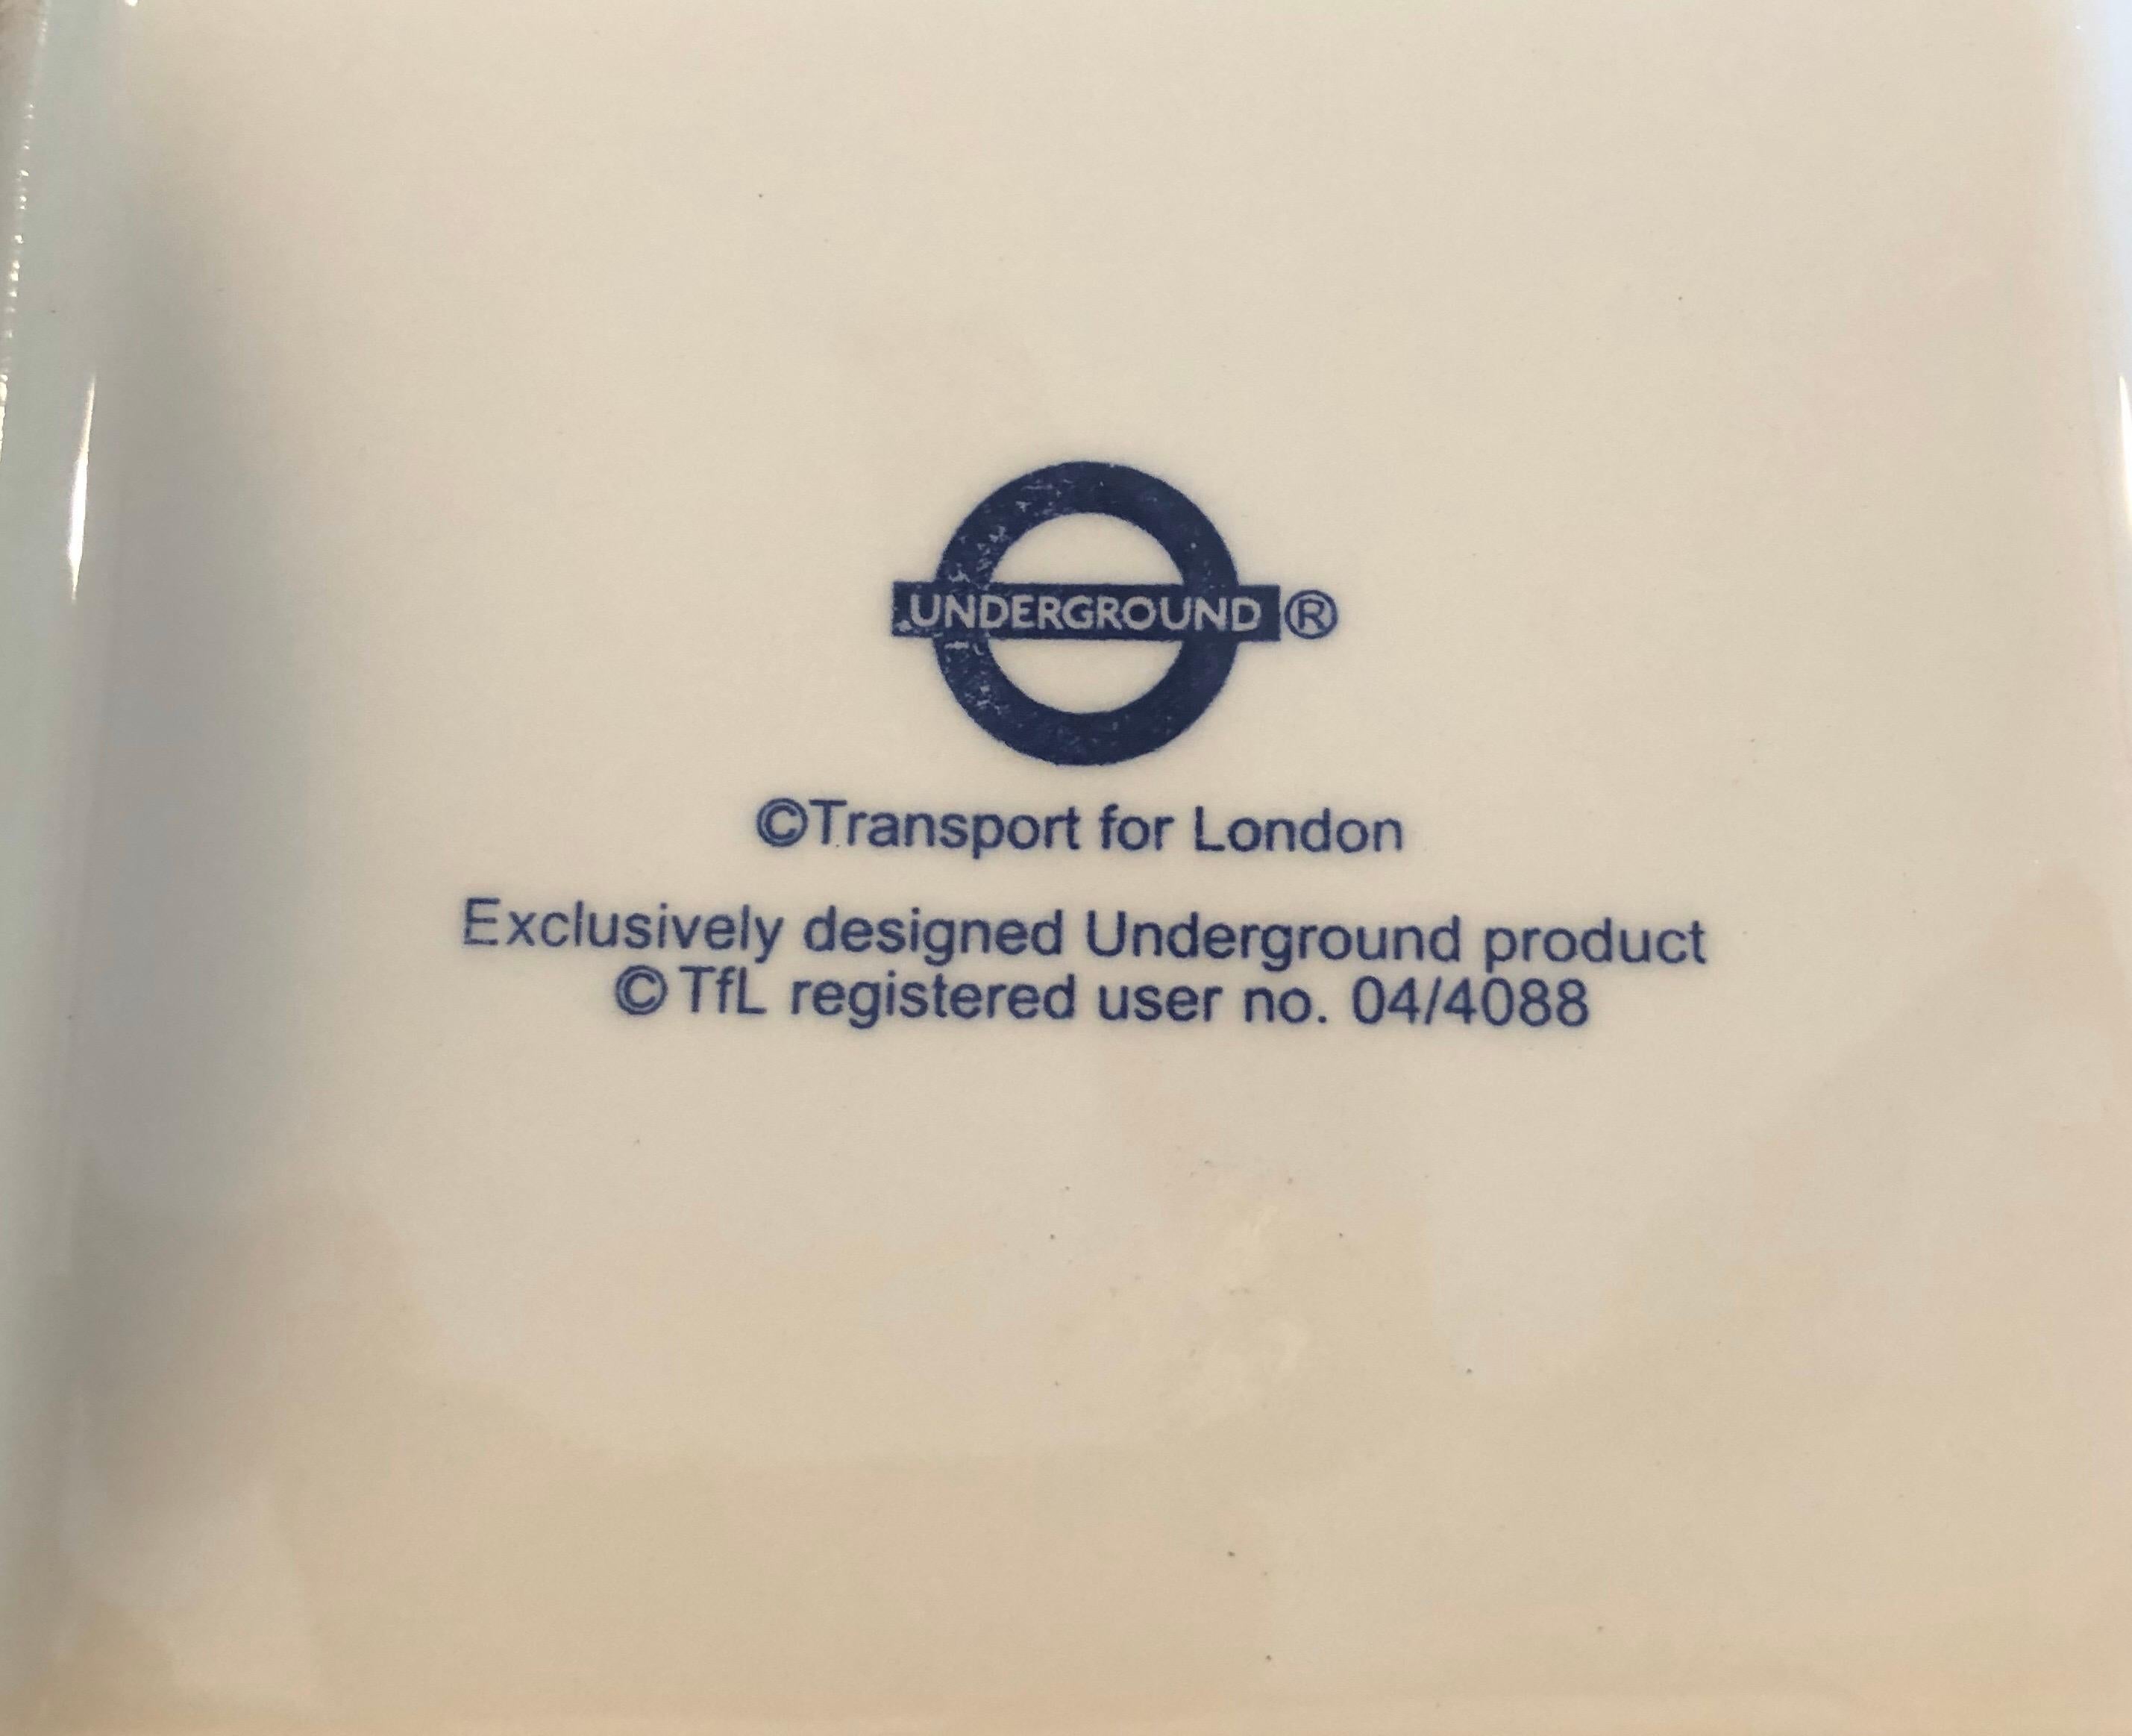 UNDERGROUND®
©Transport for London
Exclusively designed Underground product
© TfL registered user no. 04/4088